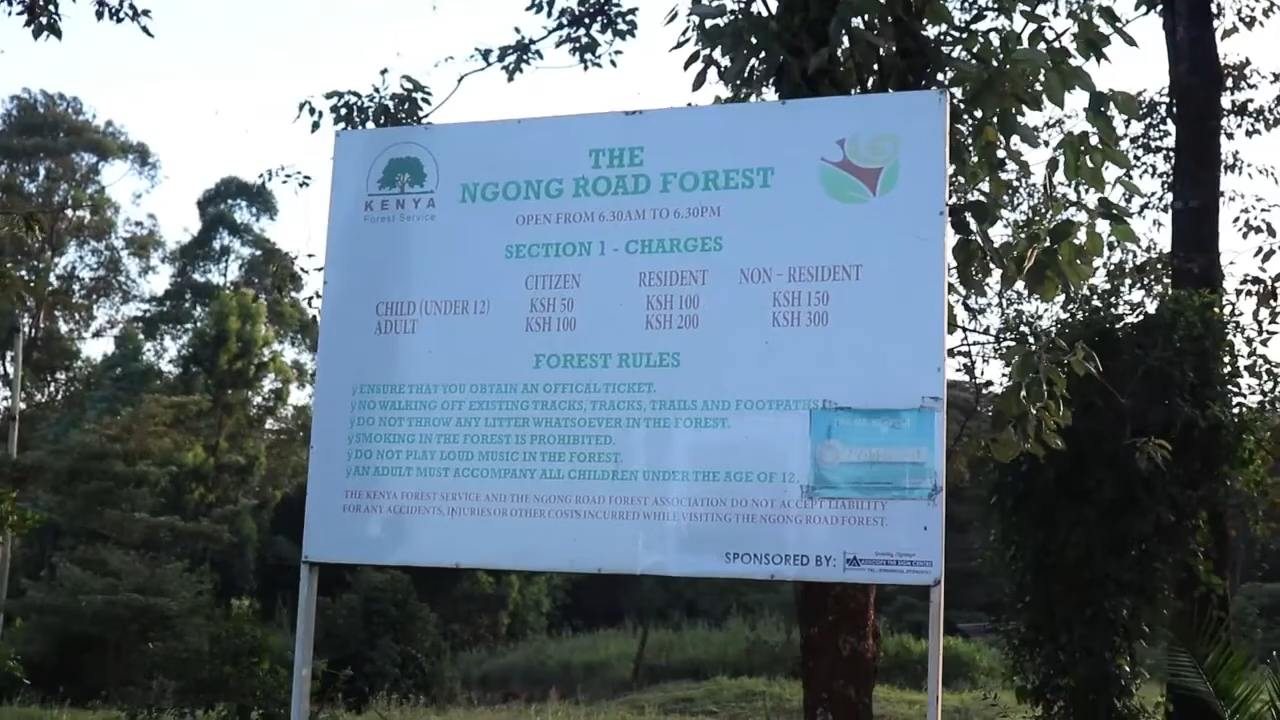 KENYA
Forest Service
THE
NGONG ROAD FOREST
OPEN FROM 6.30AM TO 6.30PM
SECTION 1 - CHARGES
CITIZEN RESIDENT NON - RESIDENT
CHILD (UNDER 12) KSH 50 KSH 100 KSH 150
ADULT KSH 100 KSH 200 KSH 300
FOREST RULES
ÿ ENSURE THAT YOU OBTAIN AN OFFICAL TICKET.
ÿ NO WALKING OFF EXISTING TRACKS, TRACKS, TRAILS AND FOOTPATHS
ÿ DO NOT THROW ANY LITTER WHATSOEVER IN THE FOREST.
ÿ SMOKING IN THE FOREST IS PROHIBITED.
ÿ DO NOT PLAY LOUD MUSIC IN THE FOREST.
ÿ AN ADULT MUST ACCOMPANY ALL CHILDREN UNDER THE AGE OF 12,
THE KENYA FOREST SERVICE AND THE NGONG ROAD FOREST ASSOCIATION DO NOT ACCEPT LIABILITY
FOR ANY ACCIDENTS, INJURIES OR OTHER COSTS INCURRED WHILE VISITING THE NGONG ROAD FOREST.
SPONSORED BY:
THE SIGN CENTRE